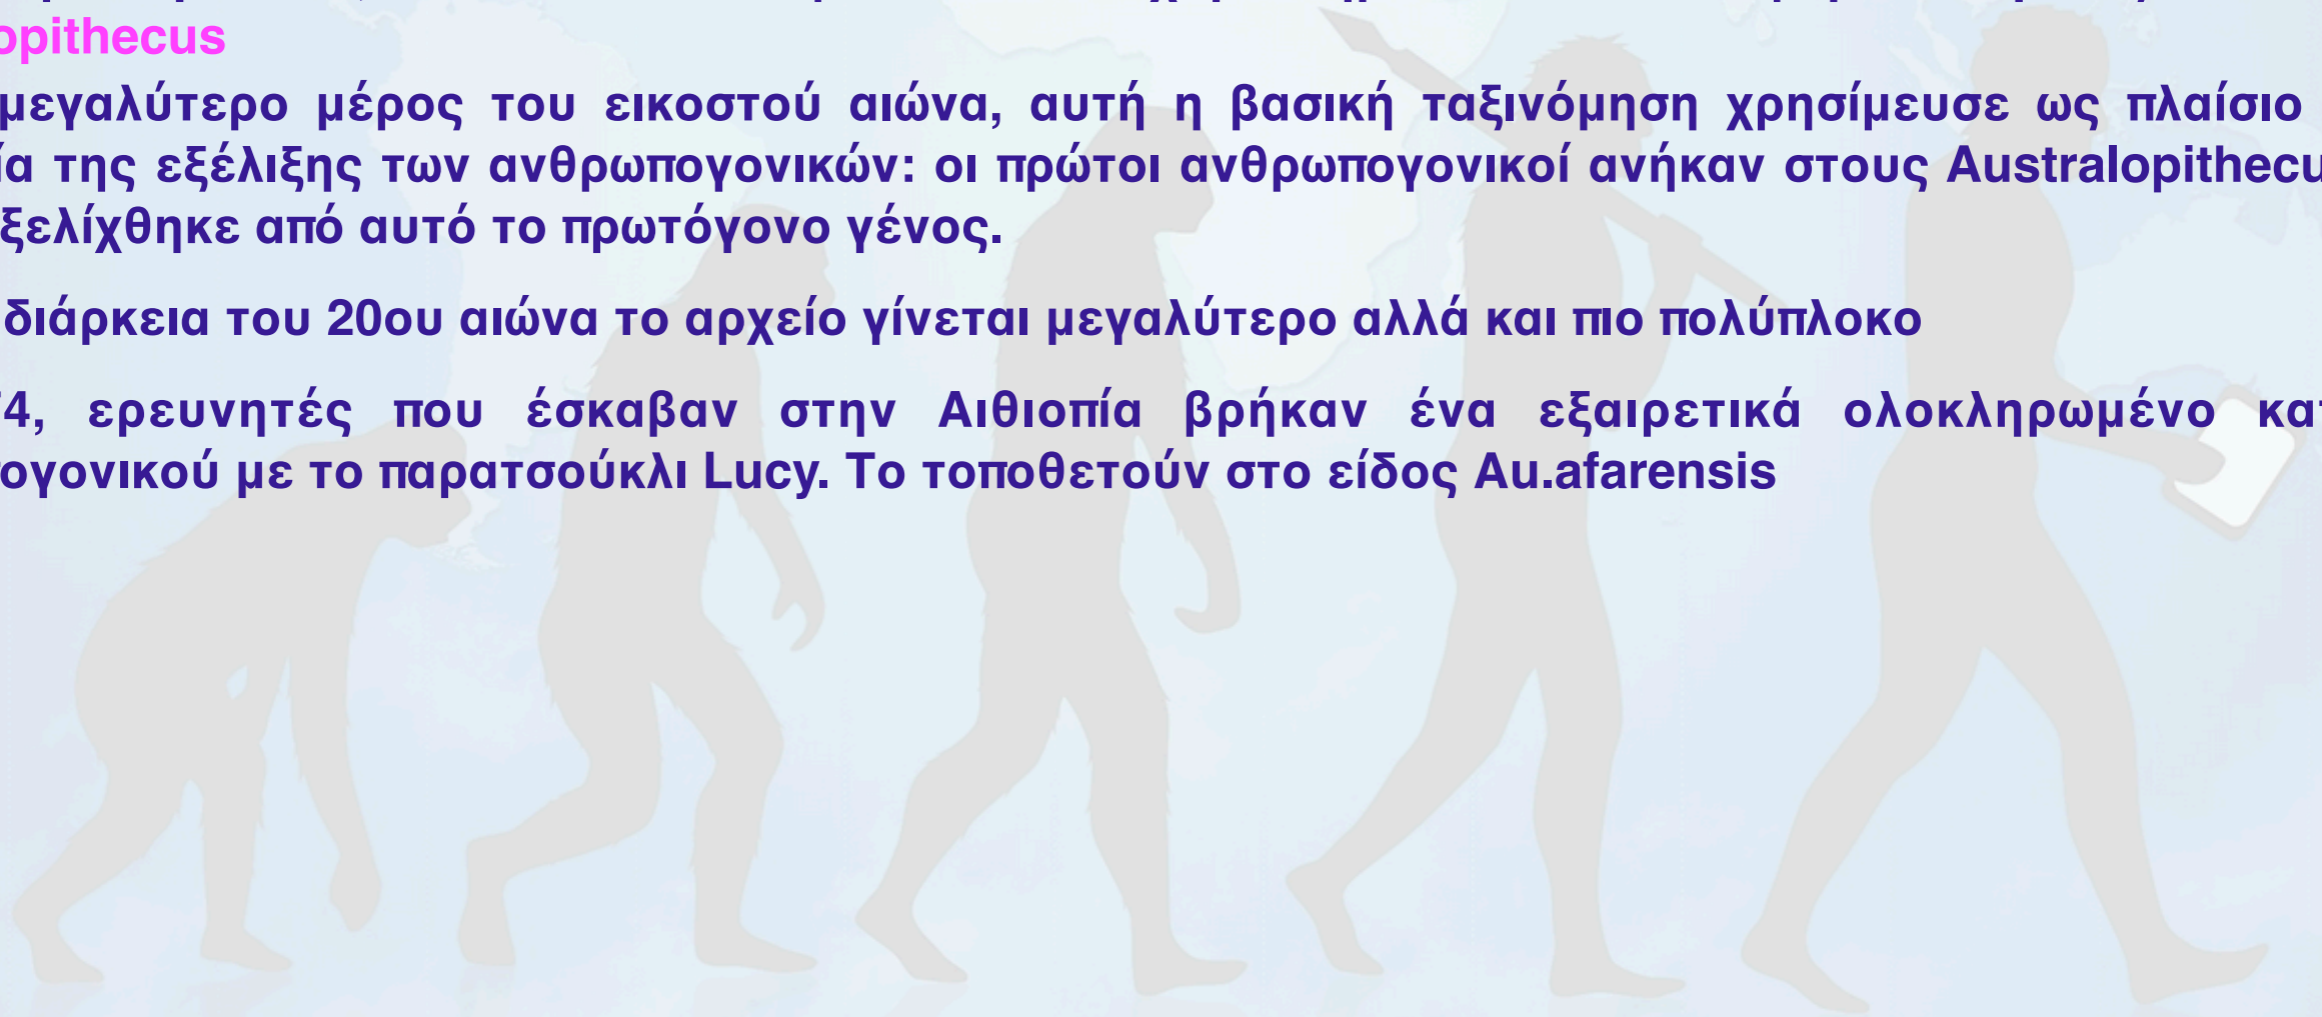 opithecus
μεγαλύτερο μέρος του εικοστού αιώνα, αυτή η βασική ταξινόμηση χρησίμευσε ως πλαίσιο
ία της εξέλιξης των ανθρωπογονικών: οι πρώτοι ανθρωπογονικοί ανήκαν στους Australopithecu
ξελίχθηκε από αυτό το πρωτόγονο γένος.
διάρκεια του 20ου αιώνα το αρχείο γίνεται μεγαλύτερο αλλά και πιο πολύπλοκο
4, ερευνητές που έσκαβαν στην Αιθιοπία βρήκαν ένα εξαιρετικά ολοκληρωμένο κα
ογονικού με το παρατσούκλι Lucy. Το τοποθετούν στο είδος Au.afarensis